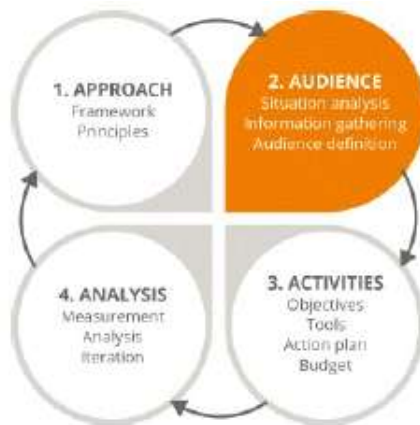 1. APPROACH
Framework
Principles
2. AUDIENCE
Situation analysis
Information gathering
Audience definition
3. ACTIVITIES
Objectives
Tools
Action plan
Budget
4. ANALYSIS
Measurement
Analysis
Iteration